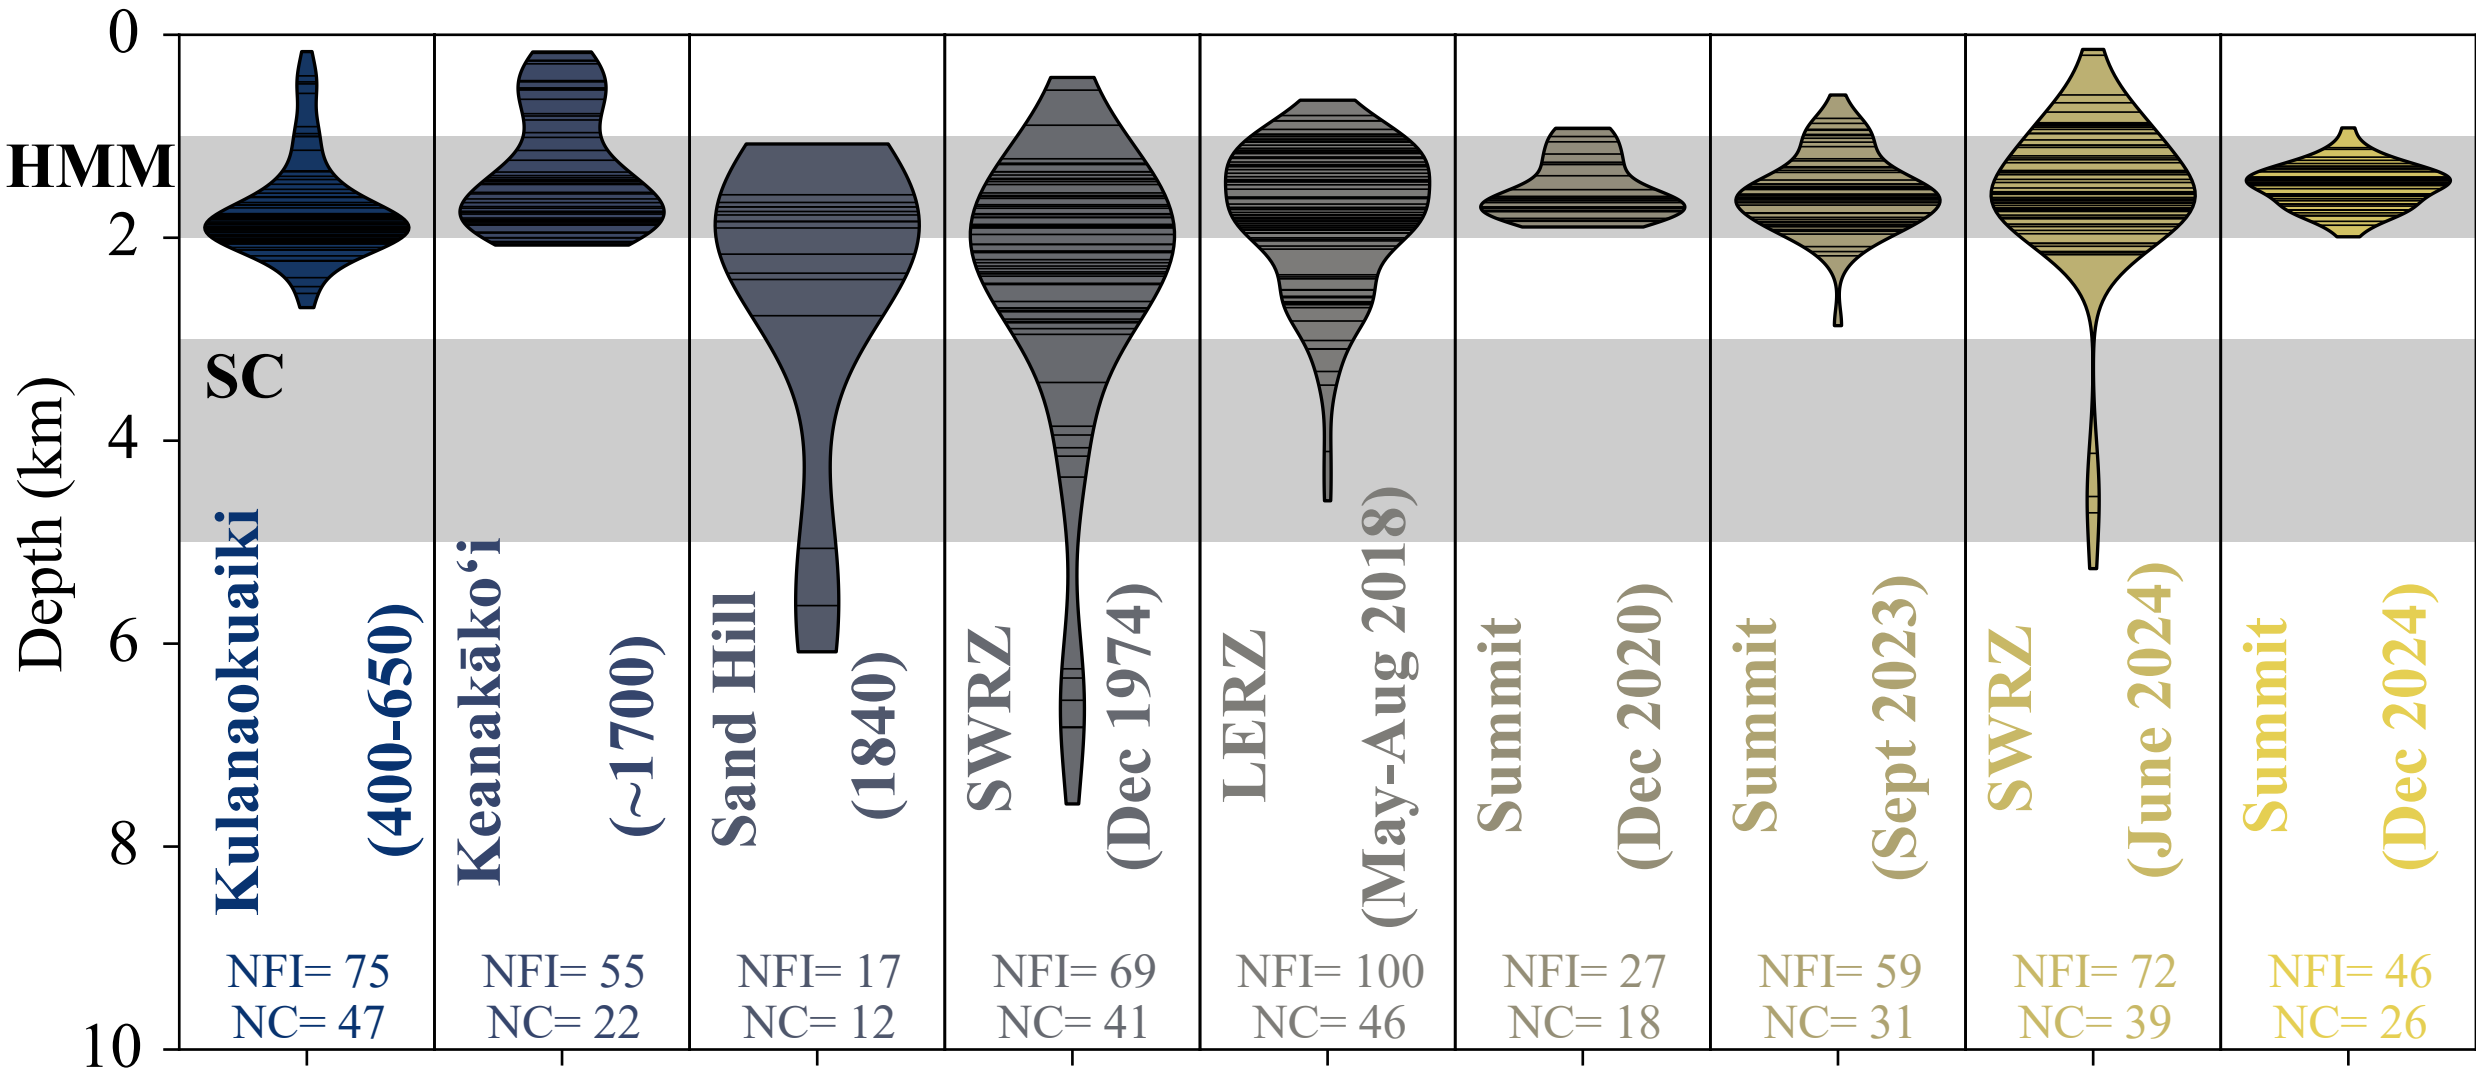 0
2
4
6
8
10
Depth (km)
HMM
SC
Kulanaokuaiki
(400-650)
NFI= 75
NC= 47
Keanakākoʻi
(~1700)
NFI= 55
NC= 22
Sand Hill
(1840)
NFI= 17
NC= 12
SWRZ
(Dec 1974)
NFI= 69
NC= 41
LERZ
(May-Aug 2018)
NFI= 100
NC= 46
Summit
(Dec 2020)
NFI= 27
NC= 18
Summit
(Sept 2023)
NFI= 59
NC= 31
SWRZ
(June 2024)
NFI= 72
NC= 39
Summit
(Dec 2024)
NFI= 46
NC= 26